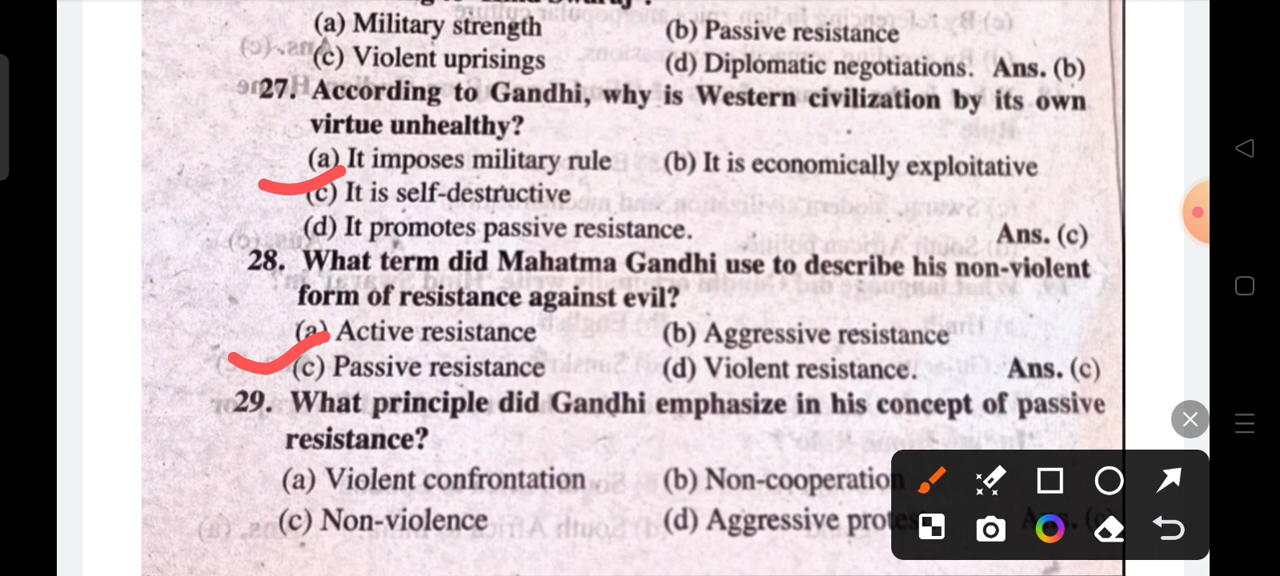 (a) Military strength (b) Passive resistance
(c) Violent uprisings (d) Diplomatic negotiations. Ans. (b)
27. According to Gandhi, why is Western civilization by its own
virtue unhealthy?
(a) It imposes military rule (b) It is economically exploitative
(c) It is self-destructive
(d) It promotes passive resistance. Ans. (c)
28. What term did Mahatma Gandhi use to describe his non-violent
form of resistance against evil?
(a) Active resistance (b) Aggressive resistance
(c) Passive resistance (d) Violent resistance. Ans. (c)
29. What principle did Gandhi emphasize in his concept of passive
resistance?
(a) Violent confrontation (b) Non-cooperation
(c) Non-violence (d) Aggressive